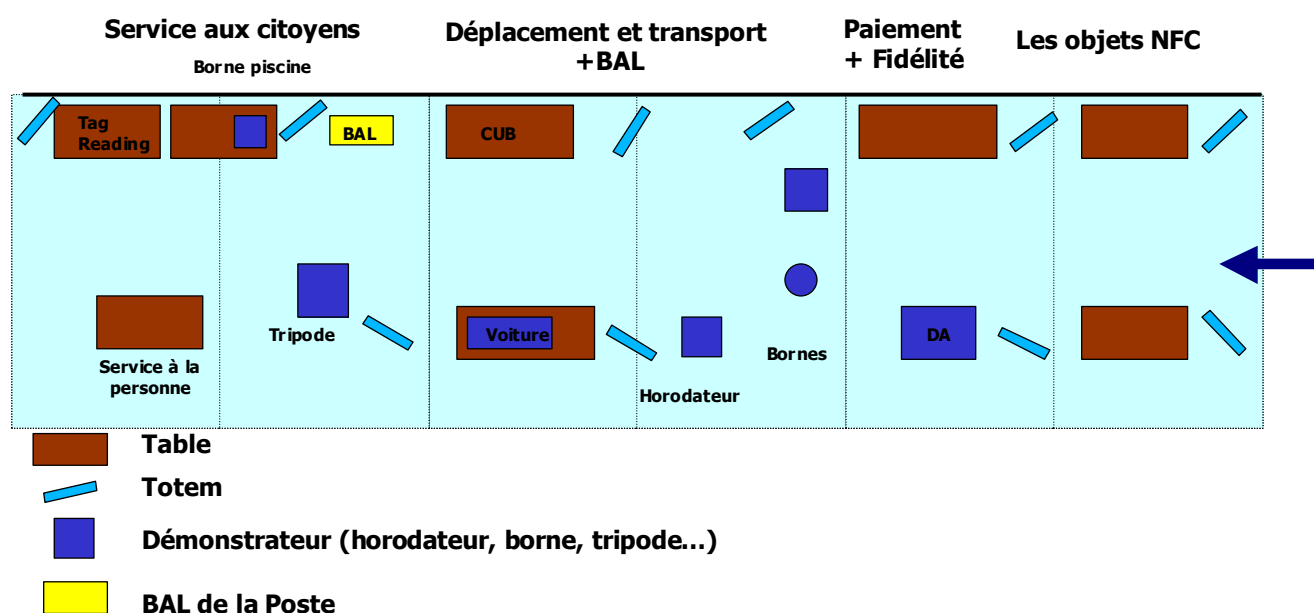 Service aux citoyens
Déplacement et transport
+BAL
Paiement
+ Fidélité
Les objets NFC
Borne piscine
Tag
Reading
BAL
CUB
Tripode
Service à la
personne
Voiture
Horodateur
Bornes
DA
Table
Totem
Démonstrateur (horodateur, borne, tripode…)
BAL de la Poste